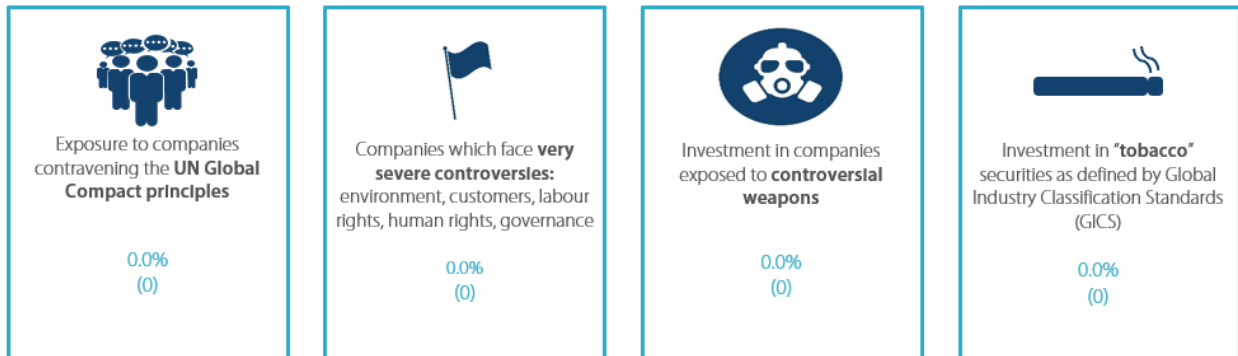 Exposure to companies
contravening the UN Global
Compact principles
0.0%
(0)
Companies which face very
severe controversies:
environment, customers, labour
rights, human rights, governance
0.0%
(0)
Investment in companies
exposed to controversial
weapons
0.0%
(0)
Investment in "tobacco"
securities as defined by Global
Industry Classification Standards
(GICS)
0.0%
(0)